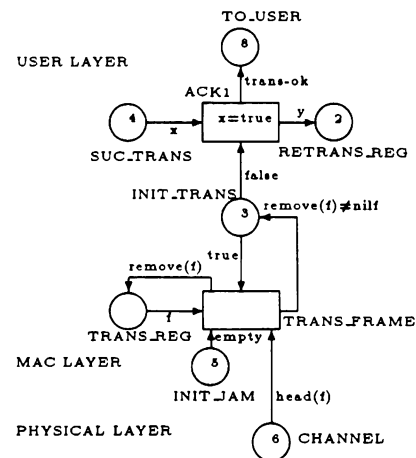 TO_USER
8
USER LAYER
trans-ok
ACK1
4
x
x=true
y
2
SUC_TRANS
RETRANS_REG
false
INIT_TRANS
3
remove(f)≠nilf
true
remove(f)
f
TRANS_REG
TRANS_FRAME
empty
MAC LAYER
5
INIT_JAM
head(f)
PHYSICAL LAYER
6
CHANNEL